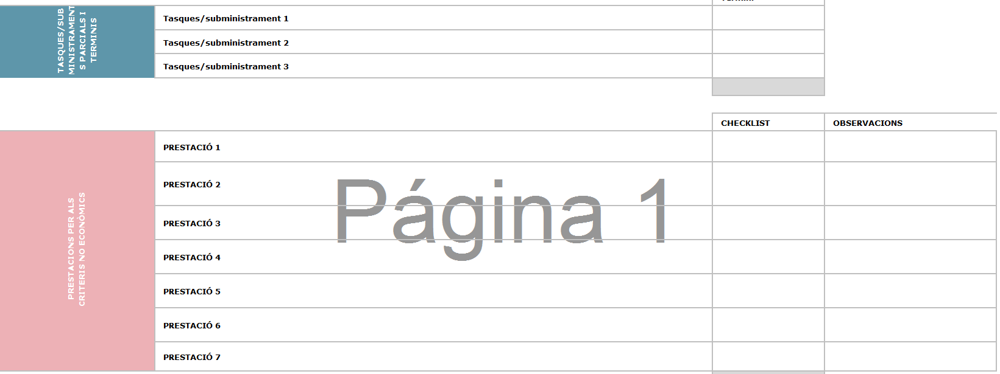 TASQUES/SUB
MINISTRAMENT
S PARCIALS I
TERMINIS
Tasques/subministrament 1
Tasques/subministrament 2
Tasques/subministrament 3
CHECKLIST
OBSERVACIONS
PRESTACIONS PER ALS
CRITERIS NO ECONÒMICS
PRESTACIÓ 1
PRESTACIÓ 2
Página 1
PRESTACIÓ 3
PRESTACIÓ 4
PRESTACIÓ 5
PRESTACIÓ 6
PRESTACIÓ 7